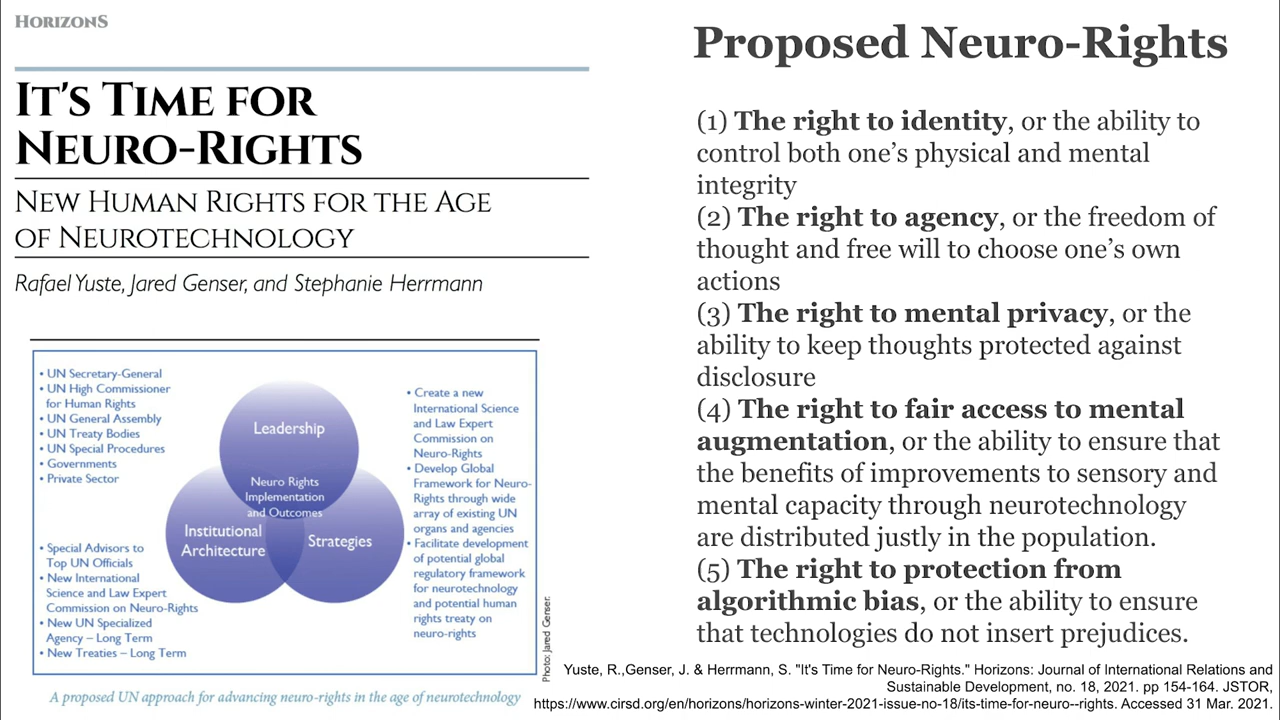 HORIZONS
IT'S TIME FOR
NEURO-RIGHTS
NEW HUMAN RIGHTS FOR THE AGE
OF NEUROTECHNOLOGY
Rafael Yuste, Jared Genser, and Stephanie Herrmann
• UN Secretary-General
• UN High Commissioner
for Human Rights
• UN General Assembly
• UN Treaty Bodies
• UN Special Procedures
• Governments
• Private Sector
Leadership
Neuro Rights
Implementation
and Outcomes
Institutional
Architecture
Strategies
• Create a new
International Science
and Law Expert
Commission on
Neuro-Rights
• Develop Global
Framework for Neuro-
Rights through wide
array of existing UN
organs and agencies
• Facilitate development
of potential global
regulatory framework
for neurotechnology
and potential human
rights treaty on
neuro-rights
• Special Advisors to
Top UN Officials
• New International
Science and Law Expert
Commission on Neuro-Rights
• New UN Specialized
Agency – Long Term
• New Treaties – Long Term
Photo: Jared Genser.
A proposed UN approach for advancing neuro-rights in the age of neurotechnology
Proposed Neuro-Rights
(1) The right to identity, or the ability to
control both one’s physical and mental
integrity
(2) The right to agency, or the freedom of
thought and free will to choose one’s own
actions
(3) The right to mental privacy, or the
ability to keep thoughts protected against
disclosure
(4) The right to fair access to mental
augmentation, or the ability to ensure that
the benefits of improvements to sensory and
mental capacity through neurotechnology
are distributed justly in the population.
(5) The right to protection from
algorithmic bias, or the ability to ensure
that technologies do not insert prejudices.
Yuste, R.,Genser, J. & Herrmann, S. "It's Time for Neuro-Rights." Horizons: Journal of International Relations and
Sustainable Development, no. 18, 2021. pp 154-164. JSTOR,
https://www.cirsd.org/en/horizons/horizons-winter-2021-issue-no-18/its-time-for-neuro--rights. Accessed 31 Mar. 2021.